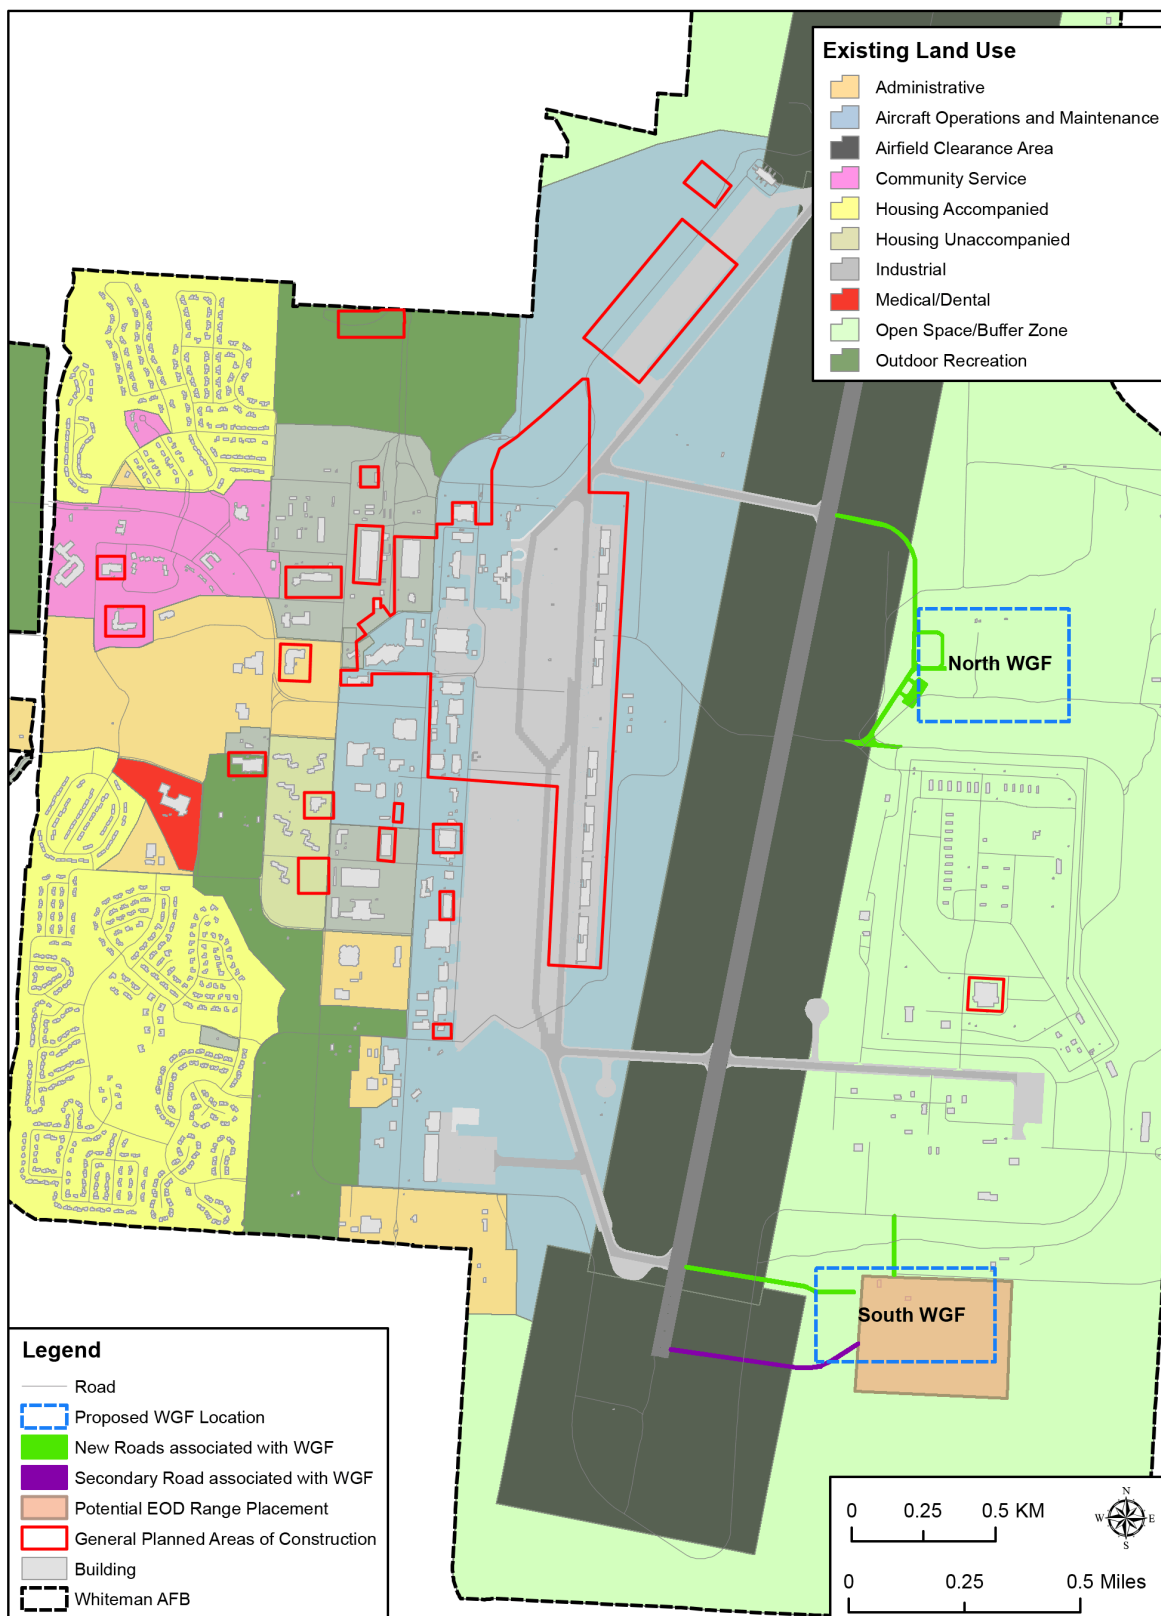 Existing Land Use
Administrative
Aircraft Operations and Maintenance
Airfield Clearance Area
Community Service
Housing Accompanied
Housing Unaccompanied
Industrial
Medical/Dental
Open Space/Buffer Zone
Outdoor Recreation
North WGF
South WGF
Legend
Road
Proposed WGF Location
New Roads associated with WGF
Secondary Road associated with WGF
Potential EOD Range Placement
General Planned Areas of Construction
Building
Whiteman AFB
0 0.25 0.5 KM
N
W E
S
0 0.25 0.5 Miles